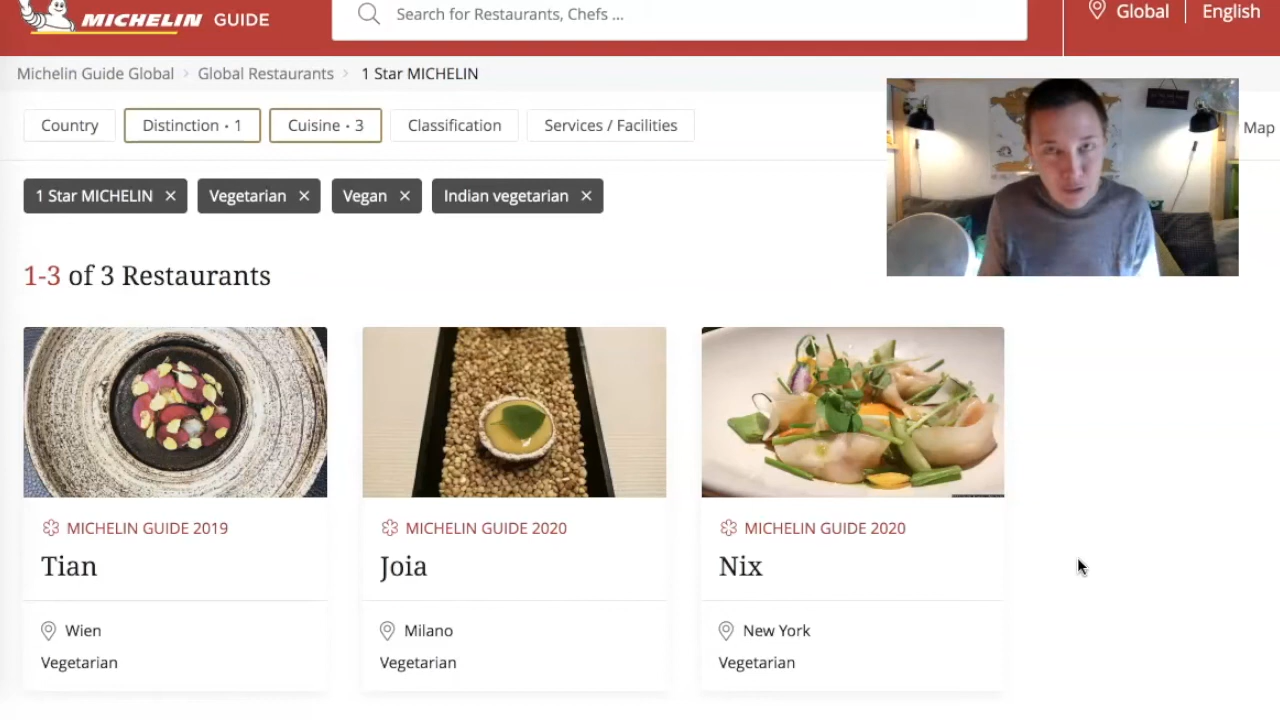 MICHELIN GUIDE
Search for Restaurants, Chefs ...
Global
English
Michelin Guide Global > Global Restaurants > 1 Star MICHELIN
Country
Distinction • 1
Cuisine • 3
Classification
Services / Facilities
Map
1 Star MICHELIN ×
Vegetarian ×
Vegan ×
Indian vegetarian ×
1-3 of 3 Restaurants
MICHELIN GUIDE 2019
Tian
Wien
Vegetarian
MICHELIN GUIDE 2020
Joia
Milano
Vegetarian
MICHELIN GUIDE 2020
Nix
New York
Vegetarian